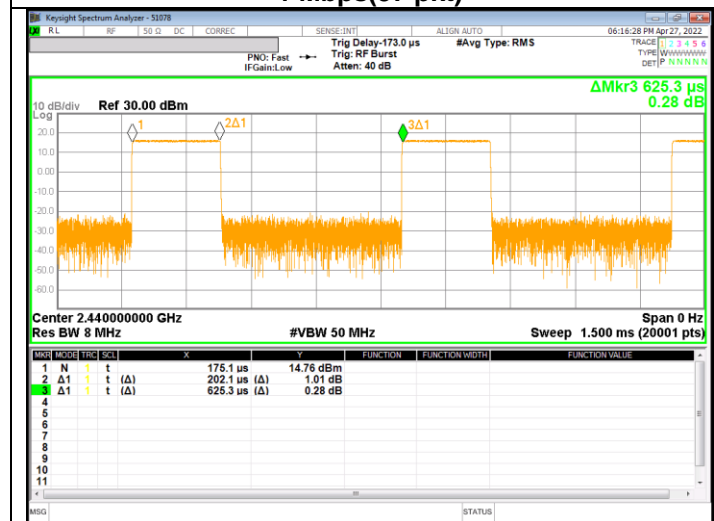 Keysight Spectrum Analyzer - 51078
RL RF 50 Ω DC CORREC SENSE:INT ALIGN AUTO 06:16:28 PM Apr 27, 2022
Trig Delay-173.0 µs #Avg Type: RMS TRACE 1 2 3 4 5 6
PNO: Fast Trig: RF Burst TYPE WWWWWW
IFGain:Low Atten: 40 dB DET P N N N N N
ΔMkr3 625.3 µs
0.28 dB
10 dB/div Ref 30.00 dBm
Log
1 2Δ1 3Δ1
20.0
10.0
0.00
-10.0
-20.0
-30.0
-40.0
-50.0
-60.0
Center 2.440000000 GHz Span 0 Hz
Res BW 8 MHz #VBW 50 MHz Sweep 1.500 ms (20001 pts)
MKR MODE TRC SCL X Y FUNCTION FUNCTION WIDTH FUNCTION VALUE
1 N 1 t 175.1 µs 14.76 dBm
2 Δ1 1 t (Δ) 202.1 µs (Δ) 1.01 dB
3 Δ1 1 t (Δ) 625.3 µs (Δ) 0.28 dB
4
5
6
7
8
9
10
11
MSG STATUS